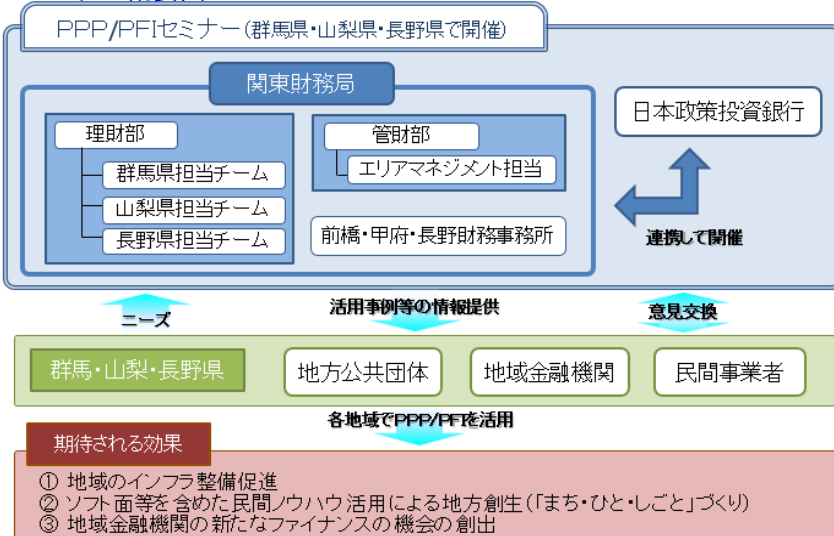 PPP/PFIセミナー(群馬県・山梨県・長野県で開催)
関東財務局
理財部
群馬県担当チーム
山梨県担当チーム
長野県担当チーム
管財部
エリアマネジメント担当
前橋・甲府・長野財務事務所
日本政策投資銀行
連携して開催
ニーズ
活用事例等の情報提供
意見交換
群馬・山梨・長野県
地方公共団体
地域金融機関
民間事業者
各地域でPPP/PFIを活用
期待される効果
① 地域のインフラ整備促進
② ソフト面等を含めた民間ノウハウ活用による地方創生(「まち・ひと・しごと」づくり)
③ 地域金融機関の新たなファイナンスの機会の創出